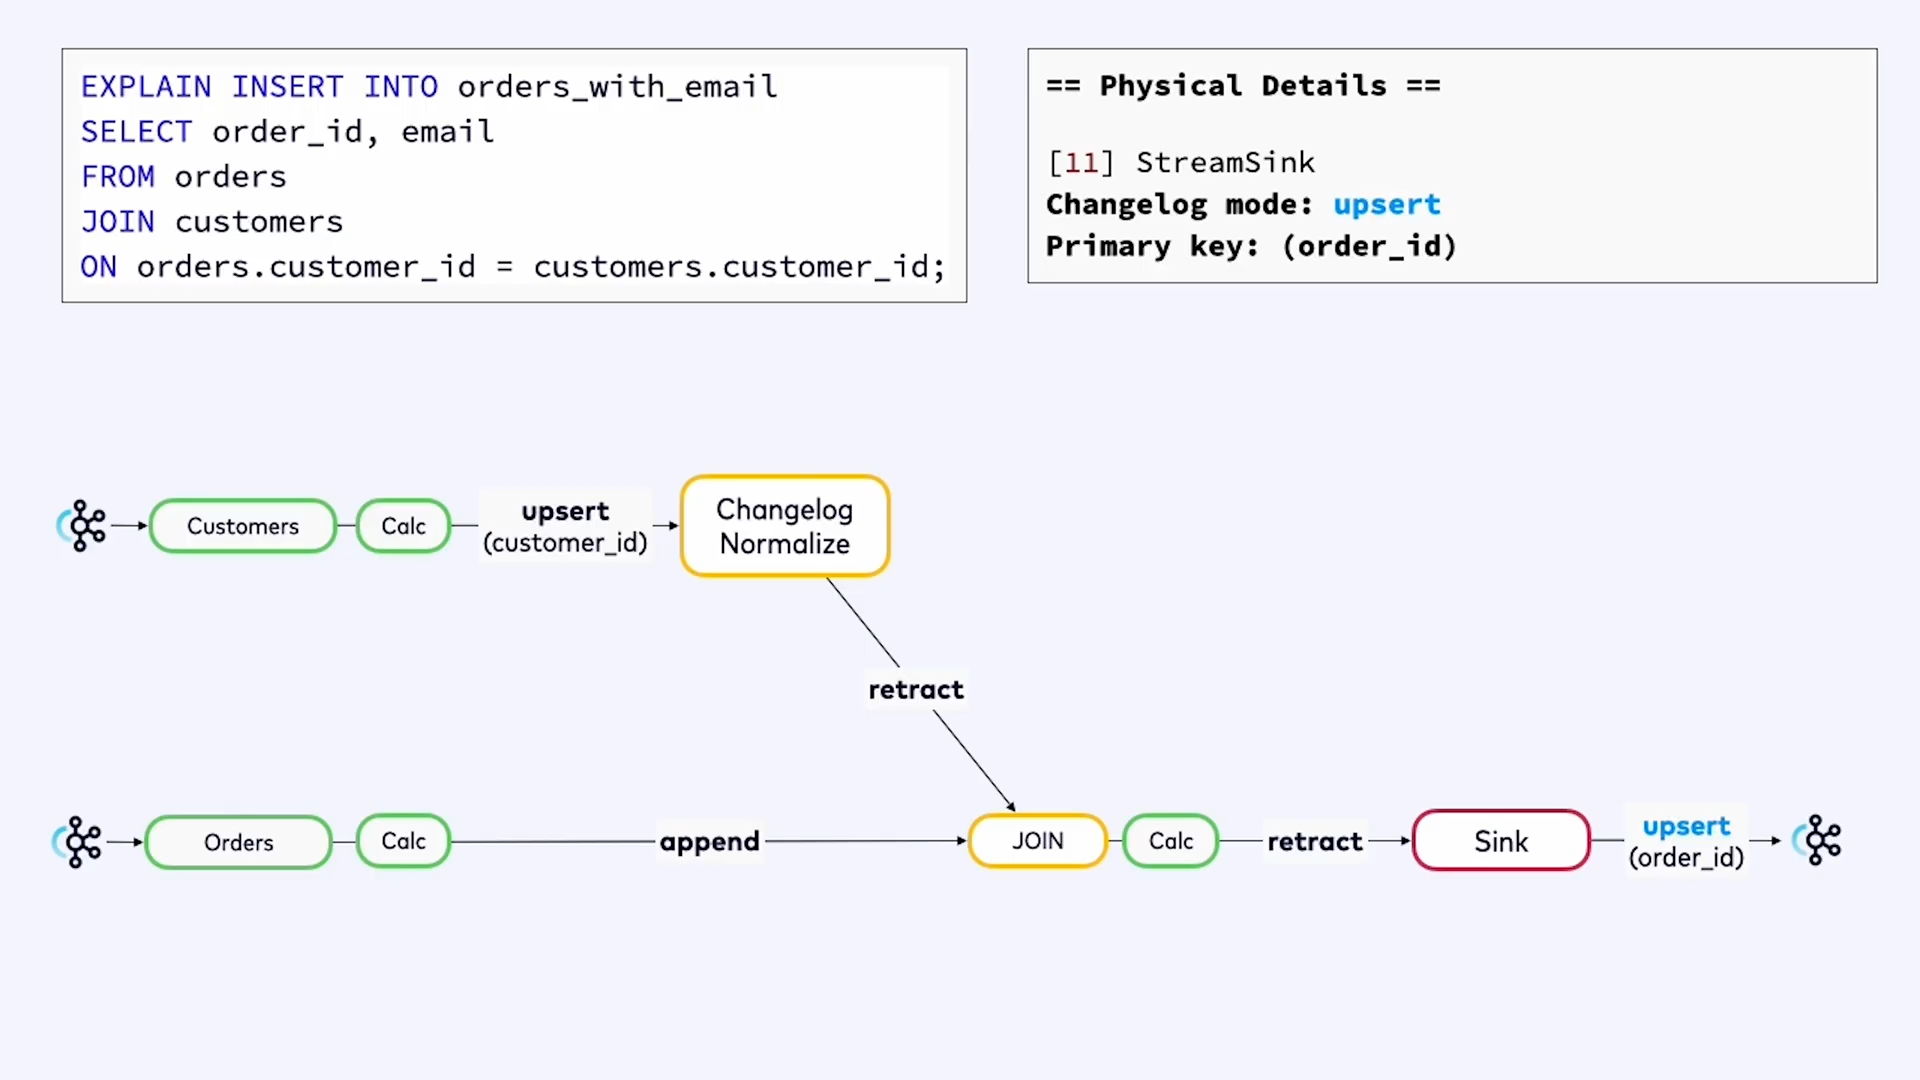 EXPLAIN INSERT INTO orders_with_email
SELECT order_id, email
FROM orders
JOIN customers
ON orders.customer_id = customers.customer_id;
== Physical Details ==
[11] StreamSink
Changelog mode: upsert
Primary key: (order_id)
Customers
Calc
upsert
(customer_id)
Changelog
Normalize
retract
Orders
Calc
append
JOIN
Calc
retract
Sink
upsert
(order_id)